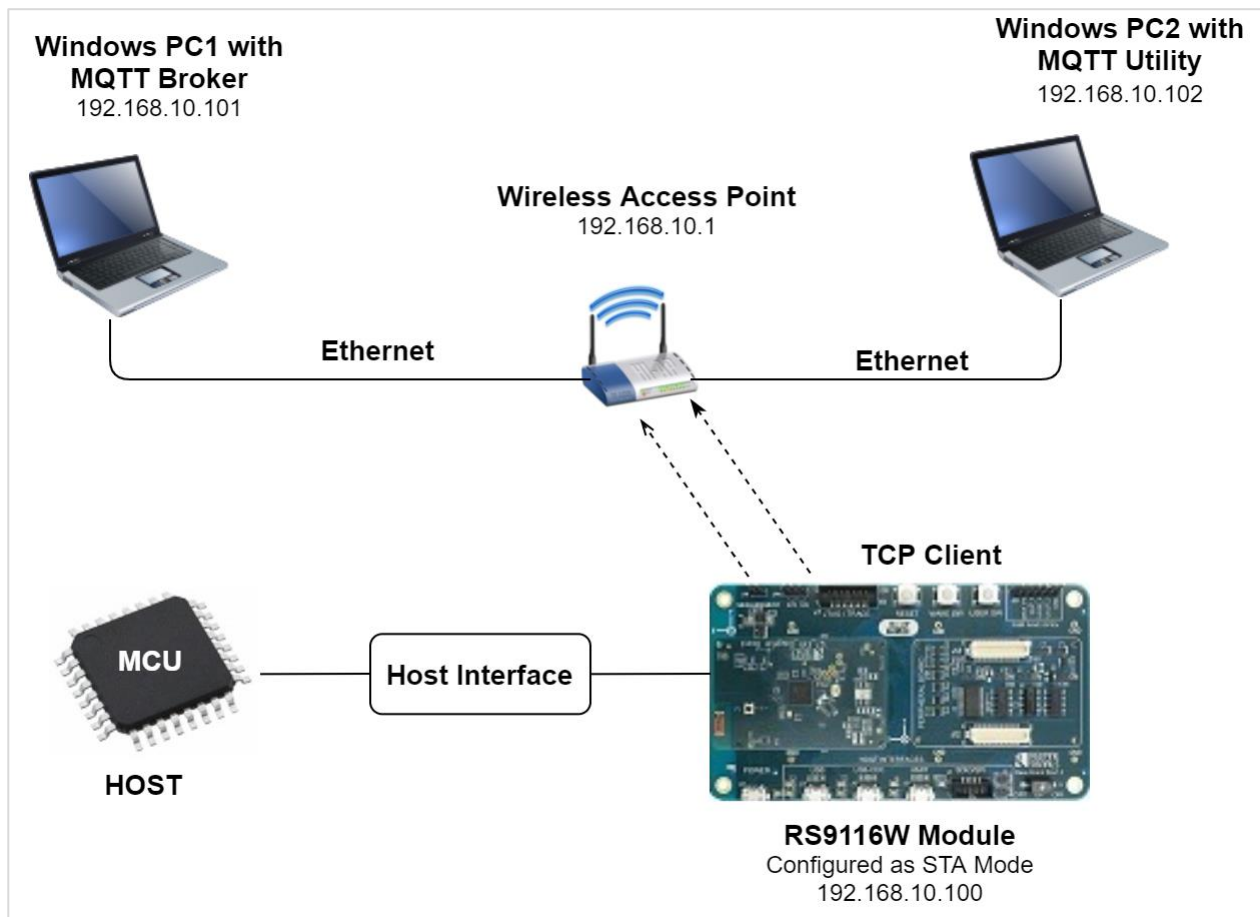 Windows PC1 with
MQTT Broker
192.168.10.101
Windows PC2 with
MQTT Utility
192.168.10.102
Wireless Access Point
192.168.10.1
Ethernet
Ethernet
TCP Client
MCU
Host Interface
HOST
RS9116W Module
Configured as STA Mode
192.168.10.100